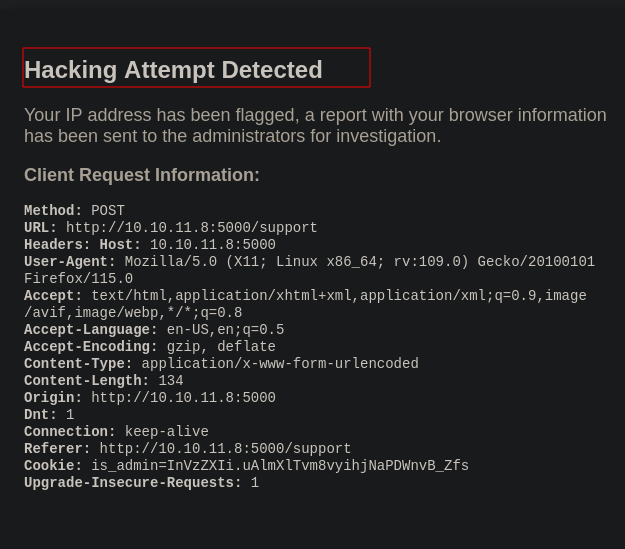 Hacking Attempt Detected
Your IP address has been flagged, a report with your browser information
has been sent to the administrators for investigation.
Client Request Information:
Method: POST
URL: http://10.10.11.8:5000/support
Headers: Host: 10.10.11.8:5000
User-Agent: Mozilla/5.0 (X11; Linux x86_64; rv:109.0) Gecko/20100101
Firefox/115.0
Accept: text/html,application/xhtml+xml,application/xml;q=0.9,image
/avif,image/webp,*/*;q=0.8
Accept-Language: en-US,en;q=0.5
Accept-Encoding: gzip, deflate
Content-Type: application/x-www-form-urlencoded
Content-Length: 134
Origin: http://10.10.11.8:5000
Dnt: 1
Connection: keep-alive
Referer: http://10.10.11.8:5000/support
Cookie: is_admin=InVzZXIi.uAlmXlTvm8vyihjNaPDWnvB_Zfs
Upgrade-Insecure-Requests: 1